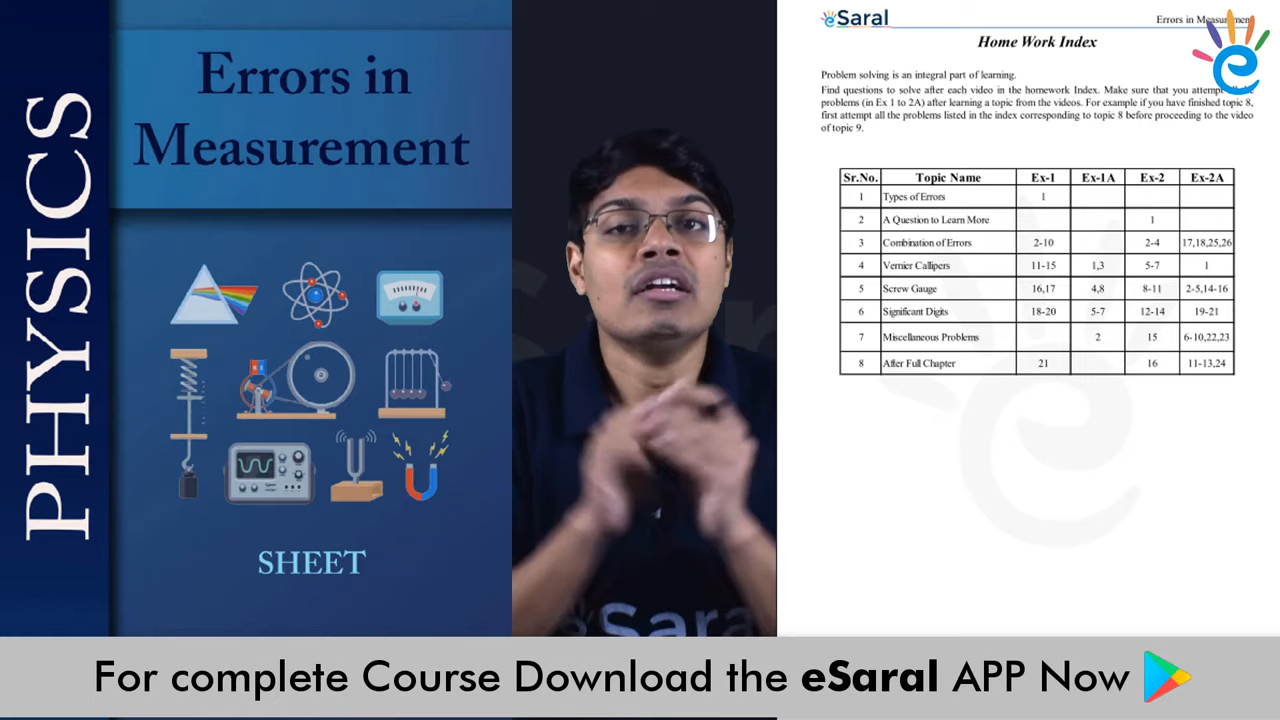 PHYSICS
Errors in
Measurement
SHEET
eSaral
eSaral
Errors in Measurement
Home Work Index
Problem solving is an integral part of learning.
Find questions to solve after each video in the homework Index. Make sure that you attempt all the
problems (in Ex 1 to 2A) after learning a topic from the videos. For example if you have finished topic 8,
first attempt all the problems listed in the index corresponding to topic 8 before proceeding to the video
of topic 9.
Sr.No. Topic Name Ex-1 Ex-1A Ex-2 Ex-2A
1 Types of Errors 1
2 A Question to Learn More 1
3 Combination of Errors 2-10 2-4 17,18,25,26
4 Vernier Callipers 11-15 1,3 5-7 1
5 Screw Gauge 16,17 4,8 8-11 2-5,14-16
6 Significant Digits 18-20 5-7 12-14 19-21
7 Miscellaneous Problems 2 15 6-10,22,23
8 After Full Chapter 21 16 11-13,24
For complete Course Download the eSaral APP Now